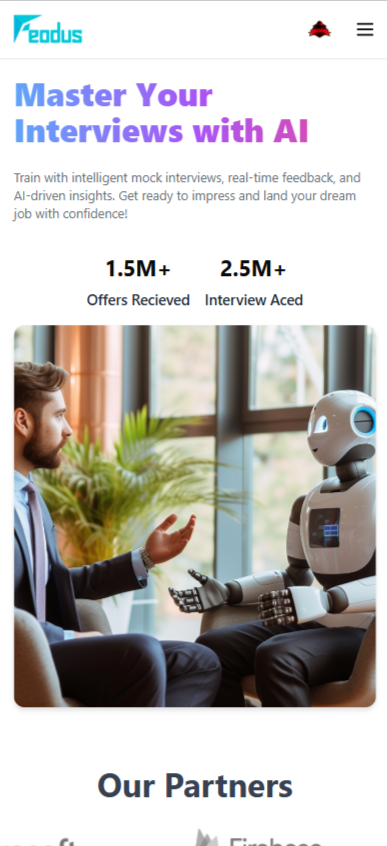 Feodus
Master Your
Interviews with AI
Train with intelligent mock interviews, real-time feedback, and
AI-driven insights. Get ready to impress and land your dream
job with confidence!
1.5M+ 2.5M+
Offers Recieved Interview Aced
Our Partners
Firebase